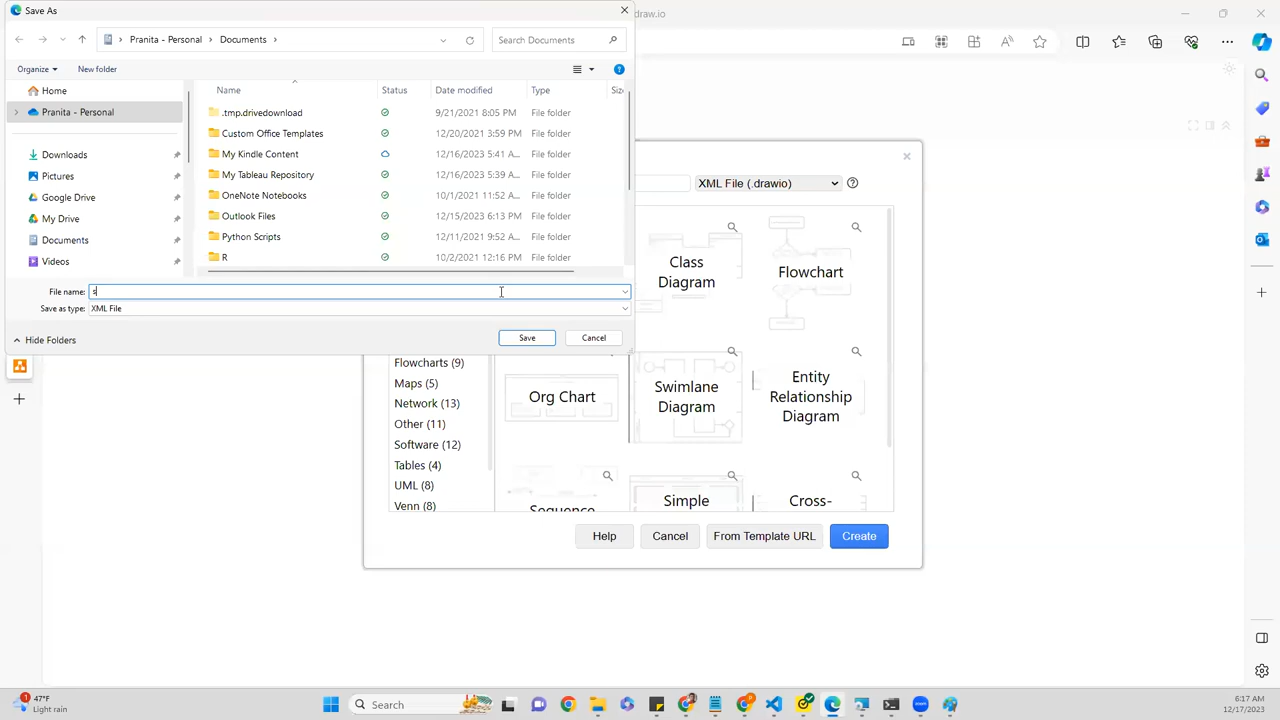 Save As
draw.io
Pranita - Personal
Documents
Search Documents
Organize
New folder
Home
Pranita - Personal
Downloads
Pictures
Google Drive
My Drive
Documents
Videos
Name Status Date modified Type Size
.tmp.drivedownload 9/21/2021 8:05 PM File folder
Custom Office Templates 12/20/2021 3:59 PM File folder
My Kindle Content 12/16/2023 5:41 A... File folder
My Tableau Repository 12/16/2023 5:39 A... File folder
OneNote Notebooks 10/1/2021 11:52 A... File folder
Outlook Files 12/15/2023 6:13 PM File folder
Python Scripts 12/11/2021 9:52 A... File folder
R 10/2/2021 12:16 PM File folder
File name: s
Save as type: XML File
Hide Folders
Save
Cancel
XML File (.drawio)
Class
Diagram
Flowchart
Flowcharts (9)
Maps (5)
Network (13)
Other (11)
Software (12)
Tables (4)
UML (8)
Venn (8)
Org Chart
Swimlane
Diagram
Entity
Relationship
Diagram
Sequence
Simple
Cross-
Help
Cancel
From Template URL
Create
1
47°F
Light rain
Search
6:17 AM
12/17/2023